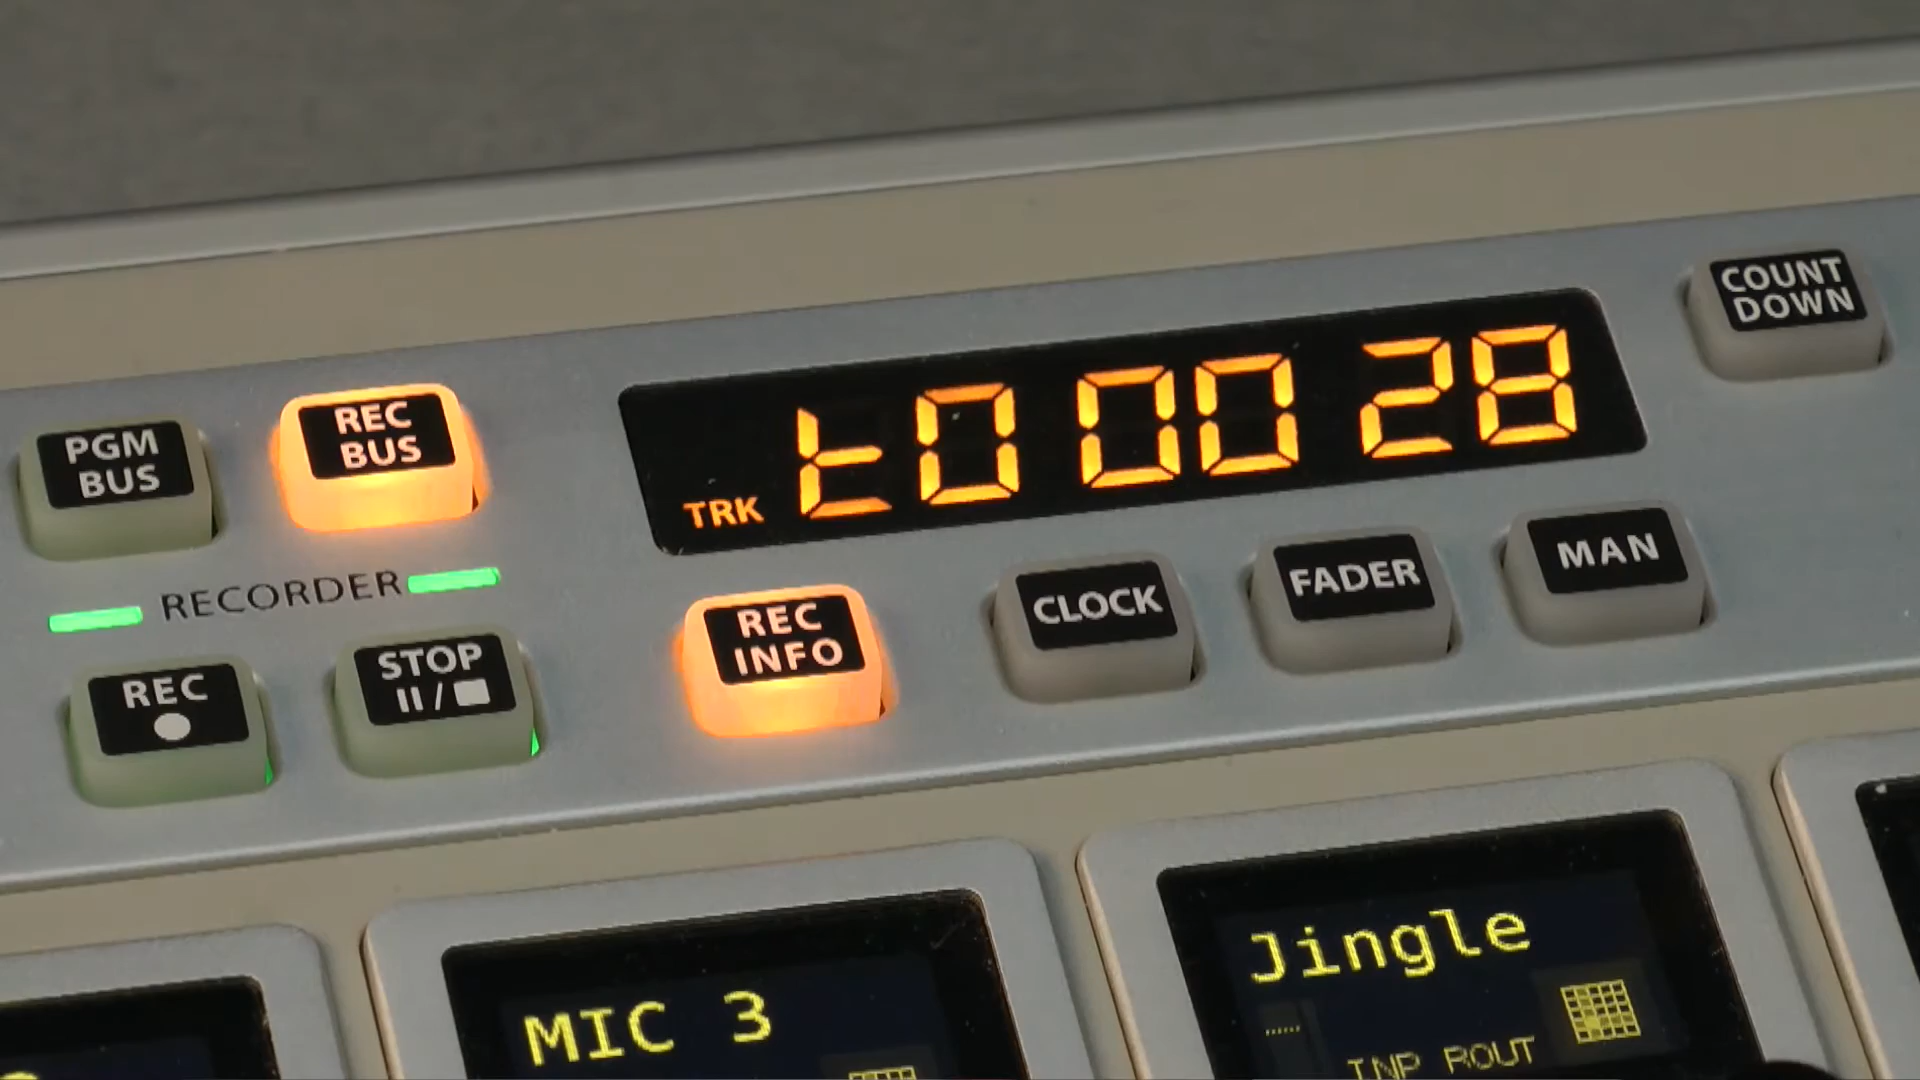 COUNT
DOWN
TRK t0 00 28
PGM
BUS
REC
BUS
RECORDER
REC
STOP
II/
REC
INFO
CLOCK
FADER
MAN
MIC 3
Jingle
INP ROUT